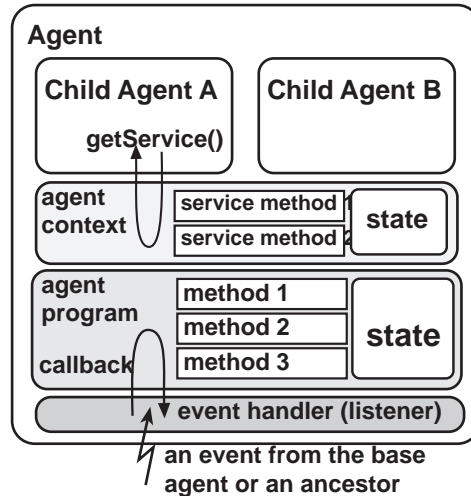 Agent
Child Agent A
Child Agent B
getService()
agent
context
service method 1
service method 2
state
agent
program
method 1
method 2
method 3
state
callback
event handler (listener)
an event from the base
agent or an ancestor